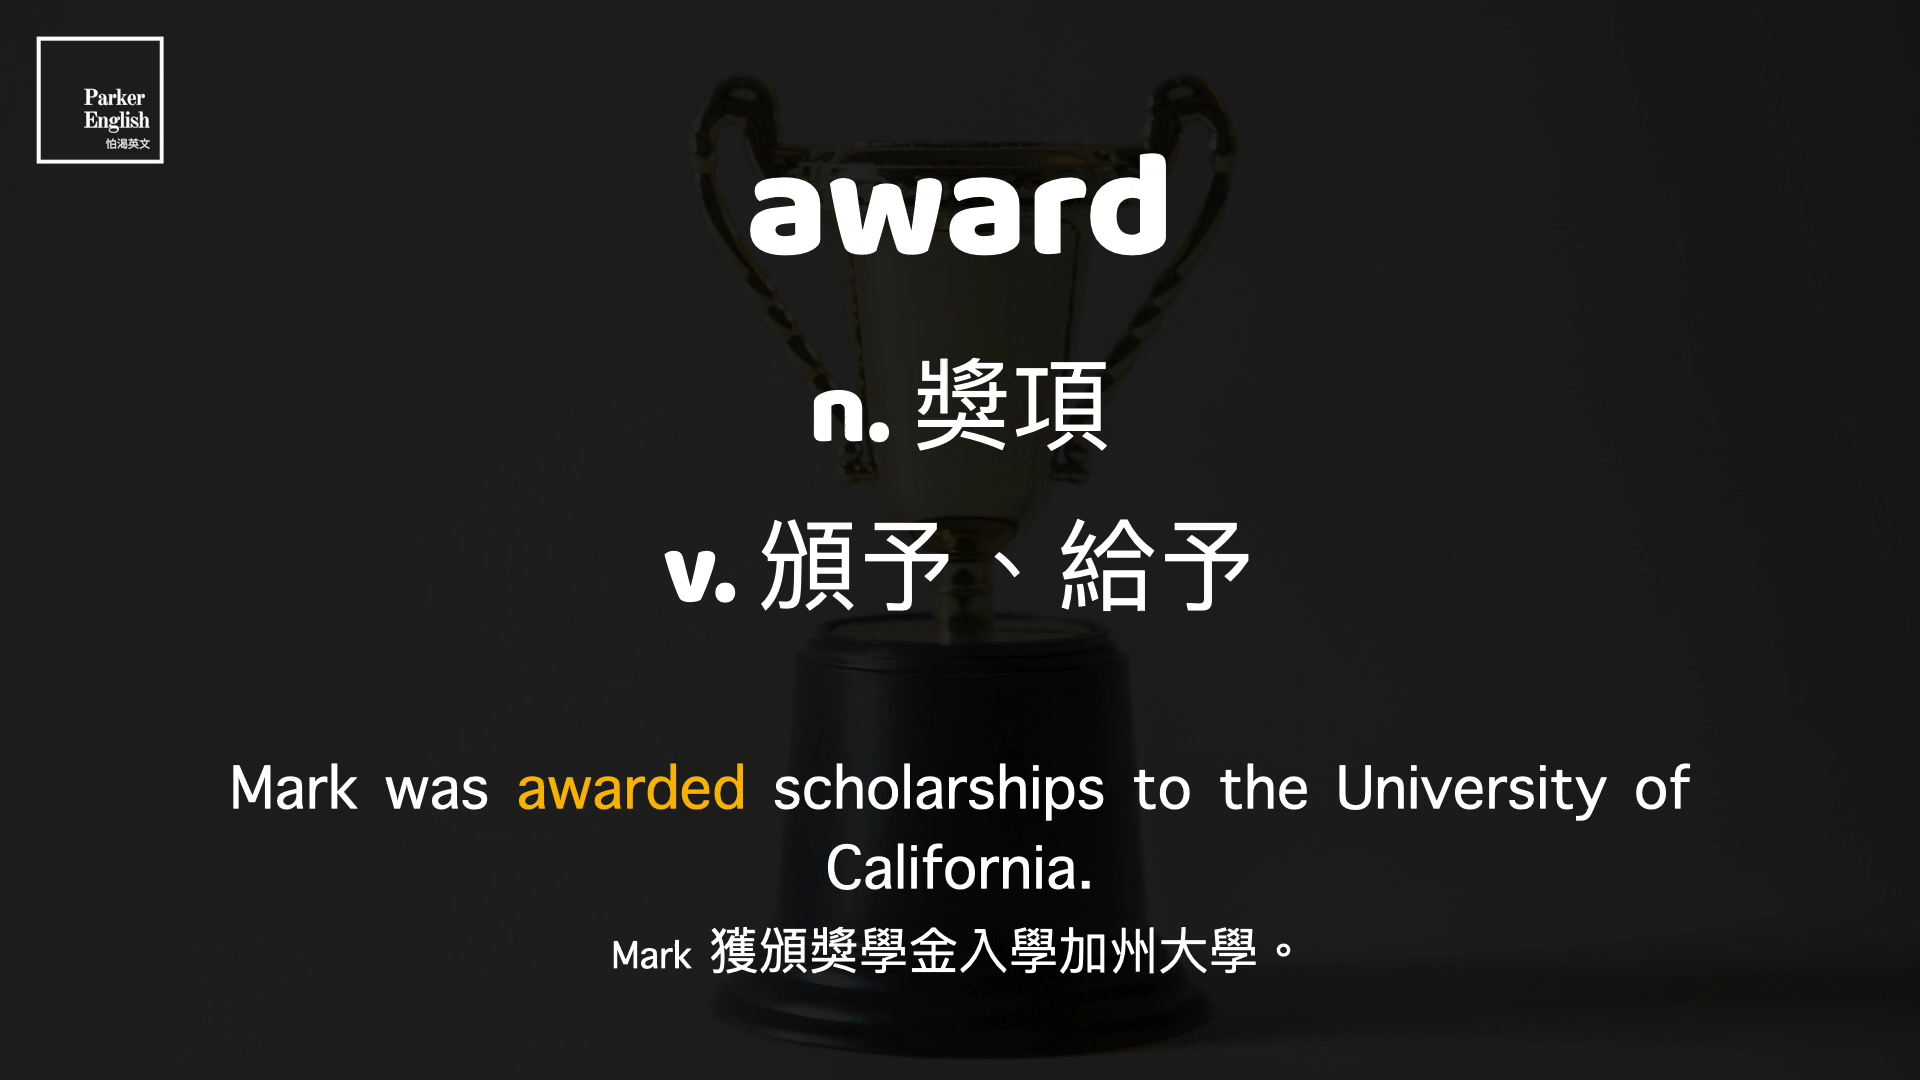 Parker
English
怕渴英文
award
n. 獎項
v. 頒予、給予
Mark was awarded scholarships to the University of
California.
Mark 獲頒獎學金入學加州大學。